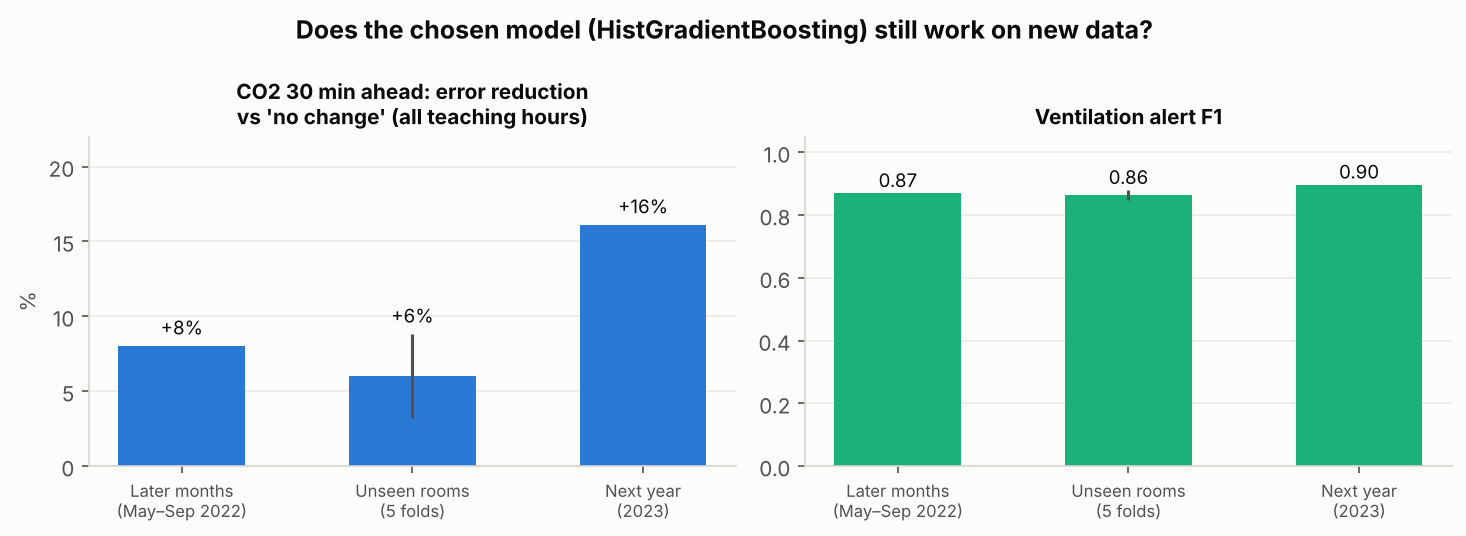 Does the chosen model (HistGradientBoosting) still work on new data?
CO2 30 min ahead: error reduction
vs 'no change' (all teaching hours)
%
20
15
10
5
0
+8%
+6%
+16%
Later months
(May–Sep 2022)
Unseen rooms
(5 folds)
Next year
(2023)
Ventilation alert F1
1.0
0.8
0.6
0.4
0.2
0.0
0.87
0.86
0.90
Later months
(May–Sep 2022)
Unseen rooms
(5 folds)
Next year
(2023)